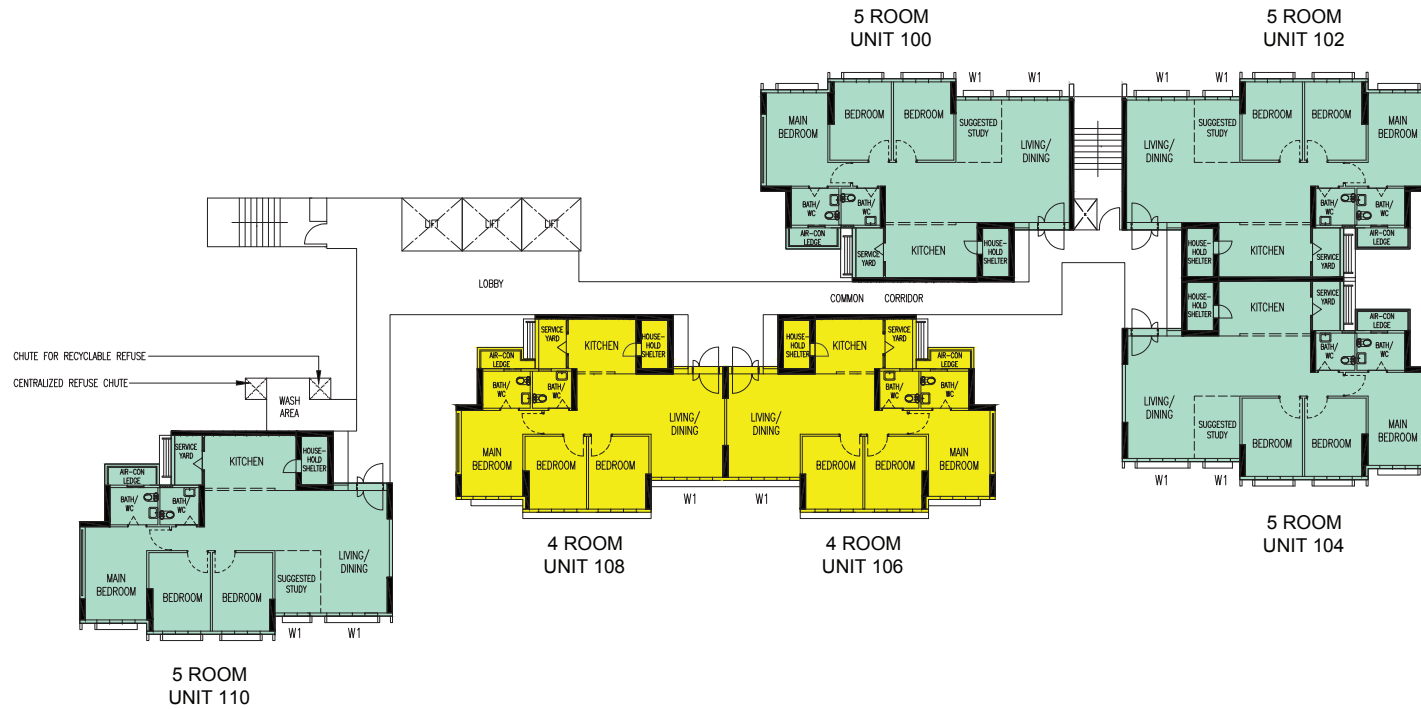 5 ROOM
UNIT 100
5 ROOM
UNIT 102
W1
W1
W1
W1
MAIN
BEDROOM
BEDROOM
BEDROOM
SUGGESTED
STUDY
LIVING/
DINING
BATH/
WC
BATH/
WC
AIR-CON
LEDGE
SERVICE
YARD
KITCHEN
HOUSE-
HOLD
SHELTER
LIVING/
DINING
SUGGESTED
STUDY
BEDROOM
BEDROOM
MAIN
BEDROOM
BATH/
WC
BATH/
WC
AIR-CON
LEDGE
HOUSE-
HOLD
SHELTER
KITCHEN
SERVICE
YARD
LIFT
LIFT
LIFT
LOBBY
COMMON CORRIDOR
HOUSE-
HOLD
SHELTER
KITCHEN
SERVICE
YARD
AIR-CON
LEDGE
BATH/
WC
BATH/
WC
LIVING/
DINING
SUGGESTED
STUDY
BEDROOM
BEDROOM
MAIN
BEDROOM
W1
W1
5 ROOM
UNIT 104
AIR-CON
LEDGE
SERVICE
YARD
KITCHEN
HOUSE-
HOLD
SHELTER
BATH/
WC
BATH/
WC
LIVING/
DINING
MAIN
BEDROOM
BEDROOM
BEDROOM
W1
4 ROOM
UNIT 108
HOUSE-
HOLD
SHELTER
KITCHEN
SERVICE
YARD
AIR-CON
LEDGE
BATH/
WC
BATH/
WC
LIVING/
DINING
BEDROOM
BEDROOM
MAIN
BEDROOM
W1
4 ROOM
UNIT 106
CHUTE FOR RECYCLABLE REFUSE
CENTRALIZED REFUSE CHUTE
WASH
AREA
SERVICE
YARD
KITCHEN
HOUSE-
HOLD
SHELTER
AIR-CON
LEDGE
BATH/
WC
BATH/
WC
LIVING/
DINING
MAIN
BEDROOM
BEDROOM
BEDROOM
SUGGESTED
STUDY
W1
W1
5 ROOM
UNIT 110